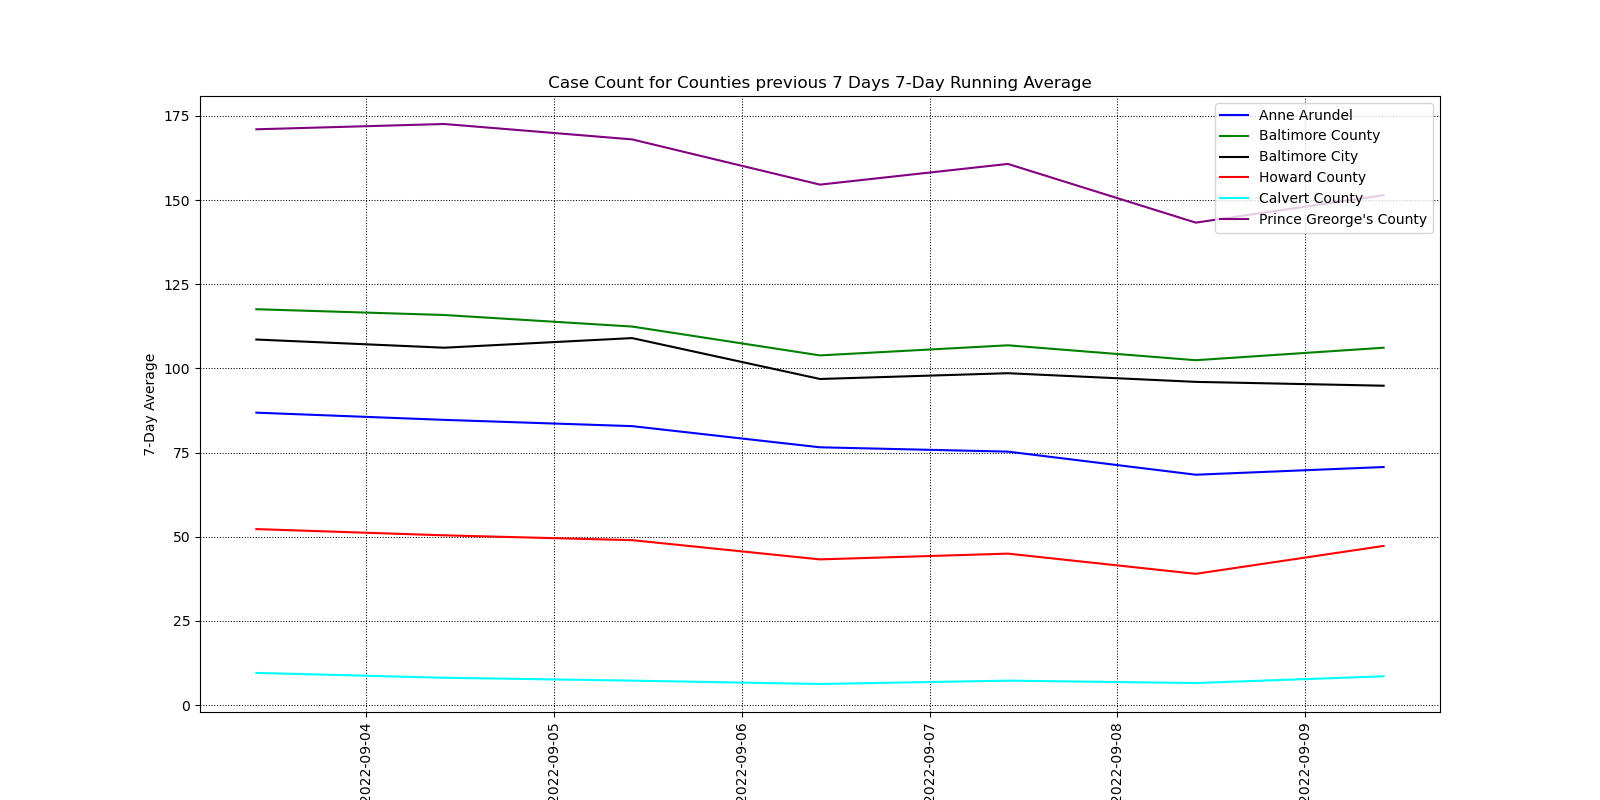 Case Count for Counties previous 7 Days 7-Day Running Average
175
150
125
100
75
50
25
0
7-Day Average
Anne Arundel
Baltimore County
Baltimore City
Howard County
Calvert County
Prince Greorge's County
2022-09-04
2022-09-05
2022-09-06
2022-09-07
2022-09-08
2022-09-09